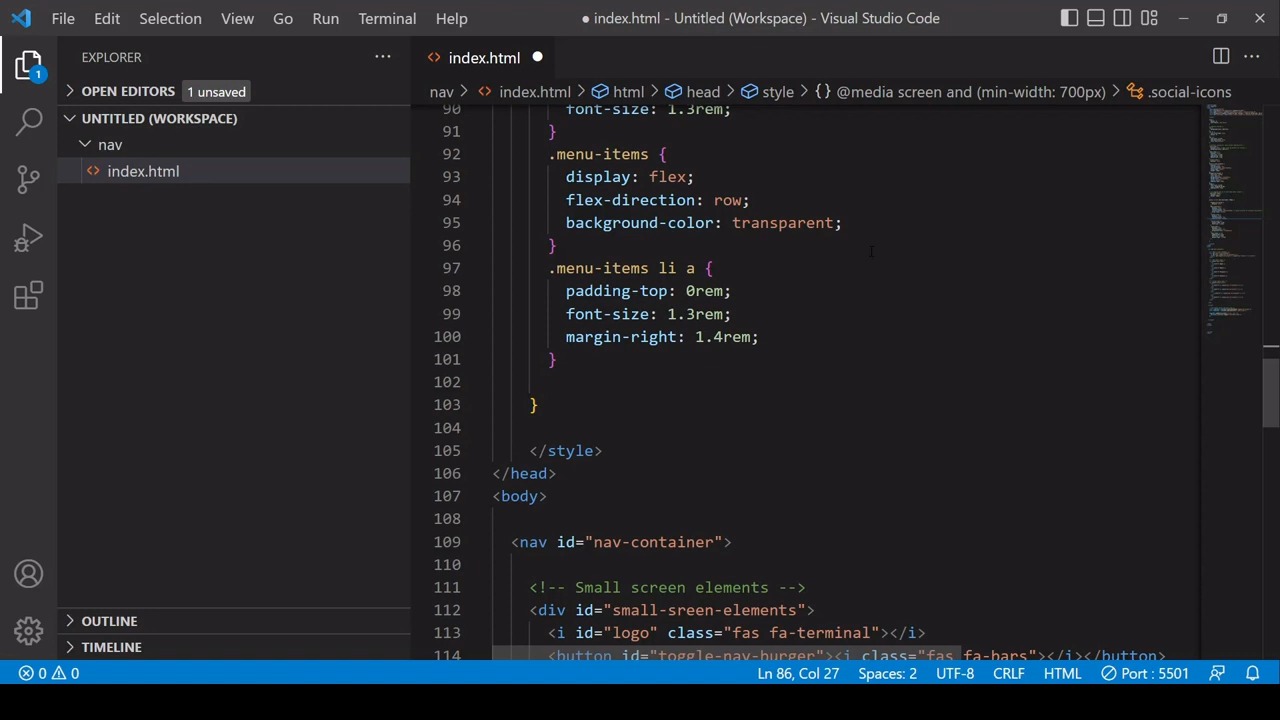 File Edit Selection View Go Run Terminal Help ● index.html - Untitled (Workspace) - Visual Studio Code
EXPLORER
index.html
OPEN EDITORS 1 unsaved
nav > index.html > html > head > style > {} @media screen and (min-width: 700px) > .social-icons
UNTITLED (WORKSPACE)
nav
index.html
1
90 font-size: 1.3rem;
91 }
92 .menu-items {
93 display: flex;
94 flex-direction: row;
95 background-color: transparent;
96 }
97 .menu-items li a {
98 padding-top: 0rem;
99 font-size: 1.3rem;
100 margin-right: 1.4rem;
101 }
102
103 }
104
105 </style>
106 </head>
107 <body>
108
109 <nav id="nav-container">
110
111 <!-- Small screen elements -->
112 <div id="small-sreen-elements">
113 <i id="logo" class="fas fa-terminal"></i>
114 <button id="toggle-nav-burger"><i class="fas fa-bars"></i></button>
OUTLINE
TIMELINE
0 0 Ln 86, Col 27 Spaces: 2 UTF-8 CRLF HTML Port : 5501